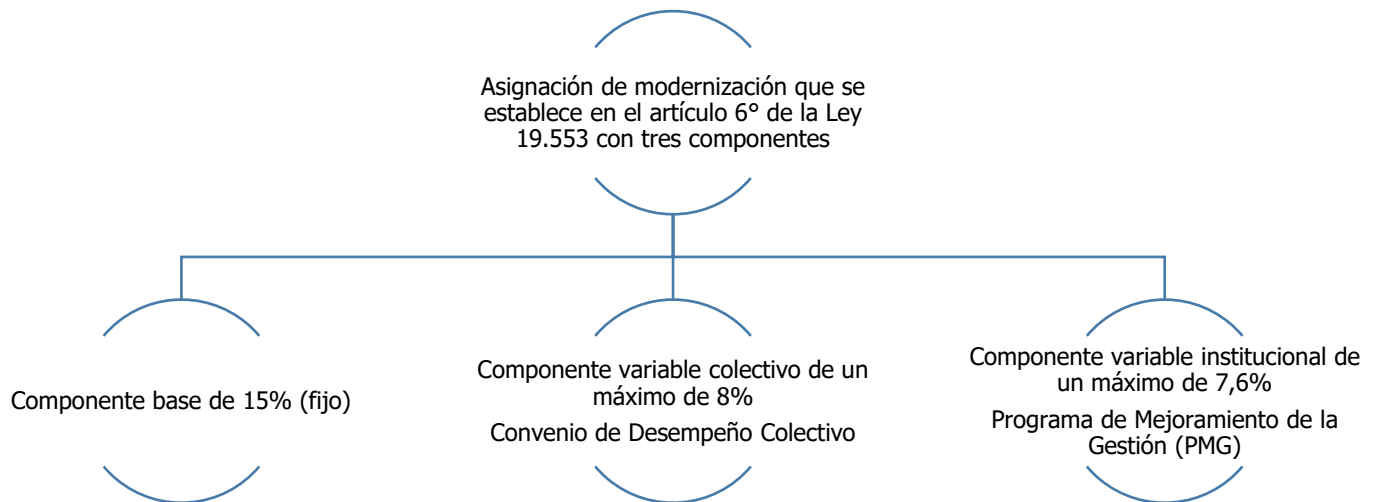 Asignación de modernización que se
establece en el artículo 6° de la Ley
19.553 con tres componentes
Componente base de 15% (fijo)
Componente variable colectivo de un
máximo de 8%
Convenio de Desempeño Colectivo
Componente variable institucional de
un máximo de 7,6%
Programa de Mejoramiento de la
Gestión (PMG)